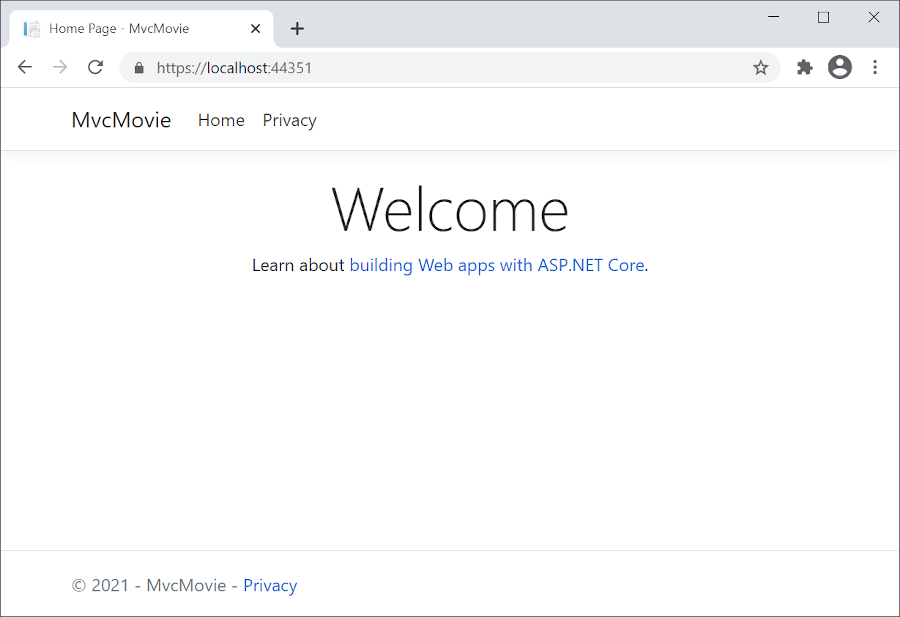 Home Page - MvcMovie
https://localhost:44351
MvcMovie Home Privacy
Welcome
Learn about building Web apps with ASP.NET Core.
© 2021 - MvcMovie - Privacy